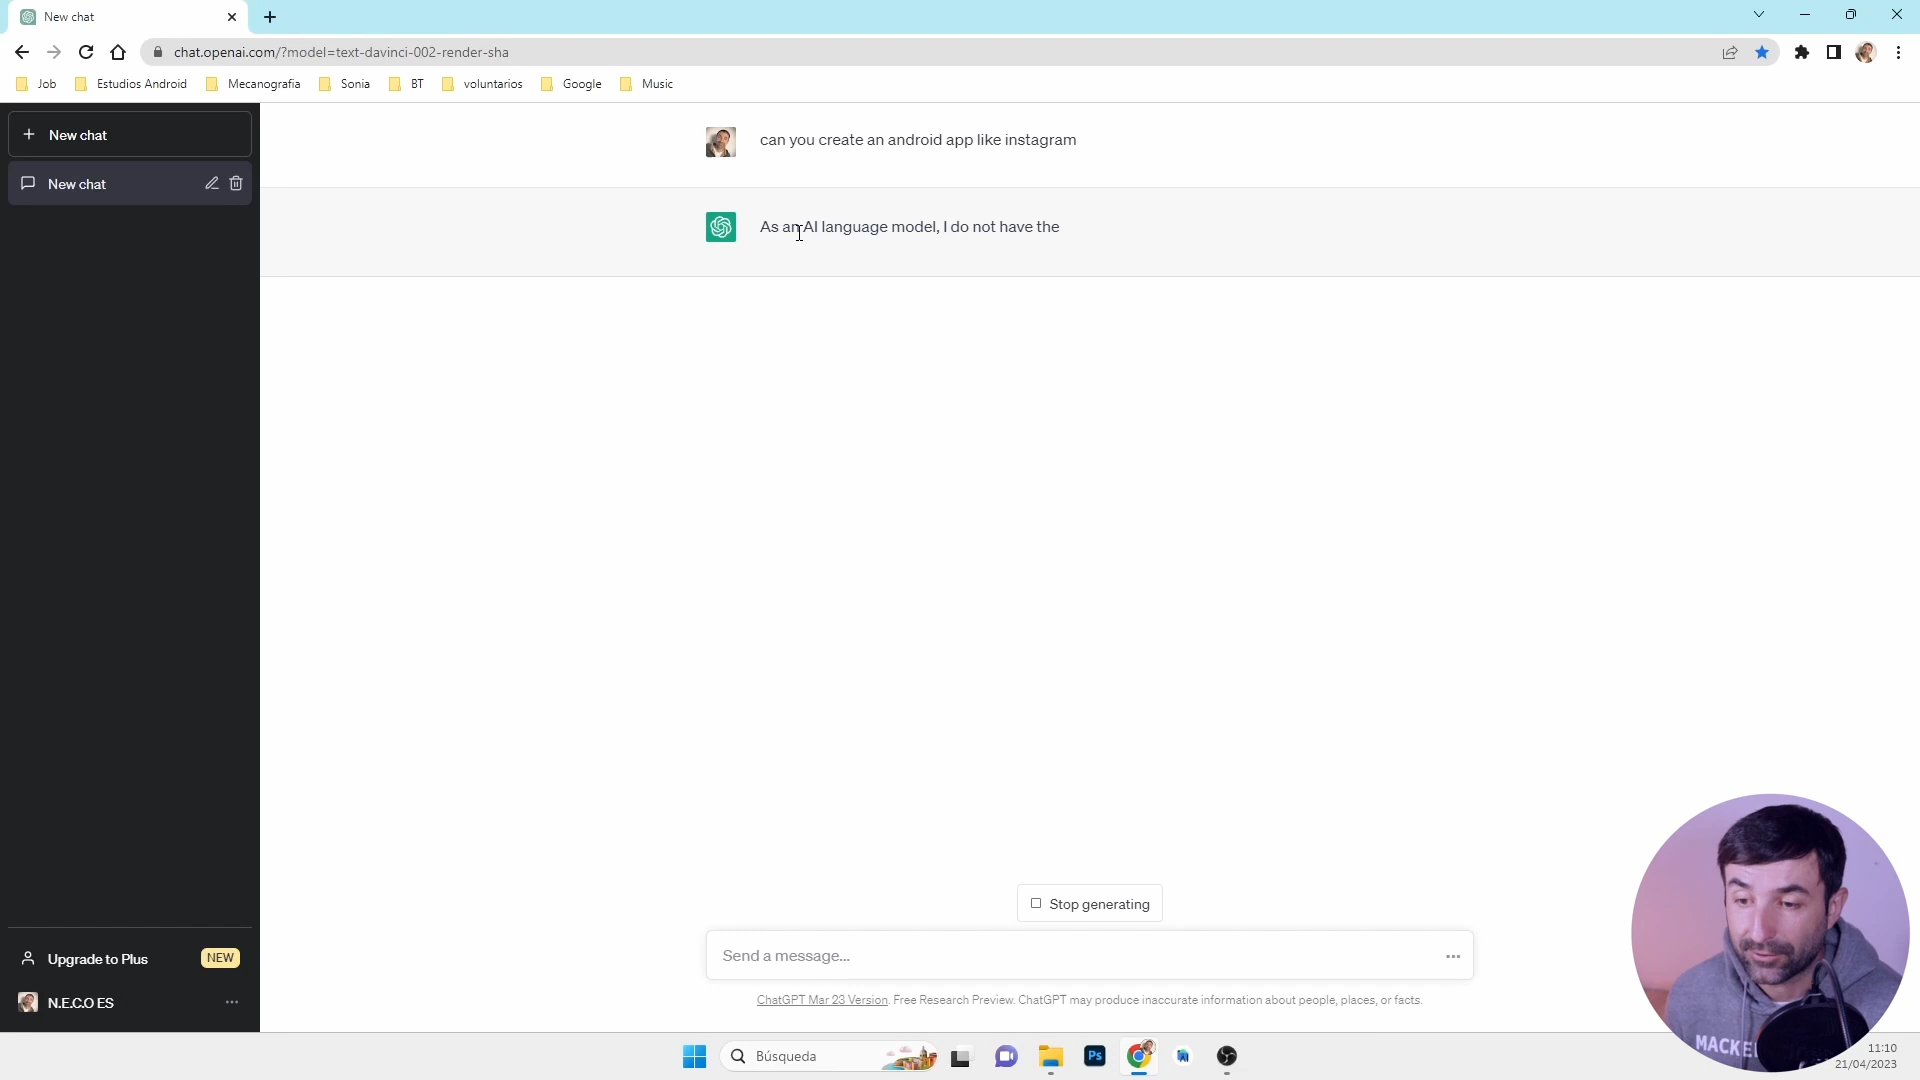 New chat
chat.openai.com/?model=text-davinci-002-render-sha
Job
Estudios Android
Mecanografia
Sonia
BT
voluntarios
Google
Music
New chat
New chat
can you create an android app like instagram
As an AI language model, I do not have the
Stop generating
Send a message...
ChatGPT Mar 23 Version. Free Research Preview. ChatGPT may produce inaccurate information about people, places, or facts.
Upgrade to Plus
NEW
N.E.C.O ES
Búsqueda
Ps
11:10
21/04/2023